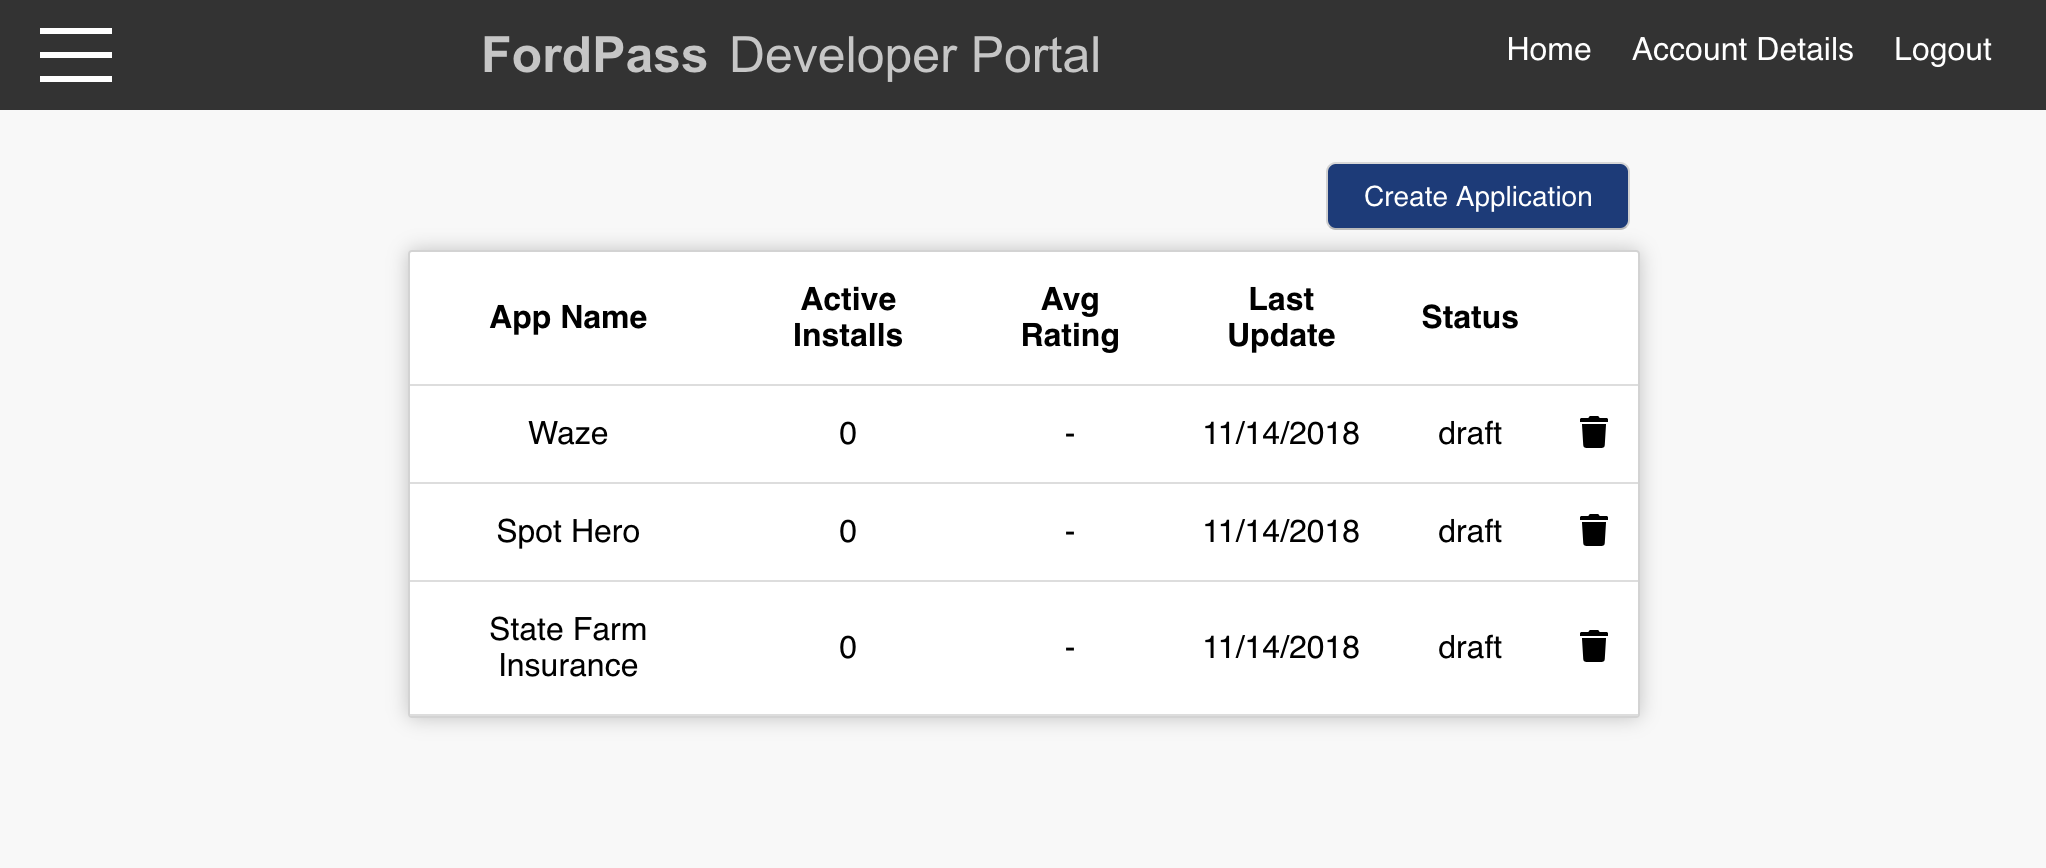 FordPass Developer Portal
Home Account Details Logout
Create Application
App Name Active Installs Avg Rating Last Update Status
Waze 0 - 11/14/2018 draft
Spot Hero 0 - 11/14/2018 draft
State Farm Insurance 0 - 11/14/2018 draft